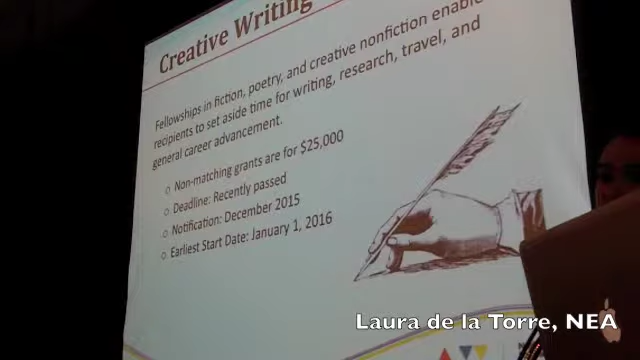 Creative Writing
Fellowships in fiction, poetry, and creative nonfiction enable
recipients to set aside time for writing, research, travel, and
general career advancement.
○ Non-matching grants are for $25,000
○ Deadline: Recently passed
○ Notification: December 2015
○ Earliest Start Date: January 1, 2016
Laura de la Torre, NEA